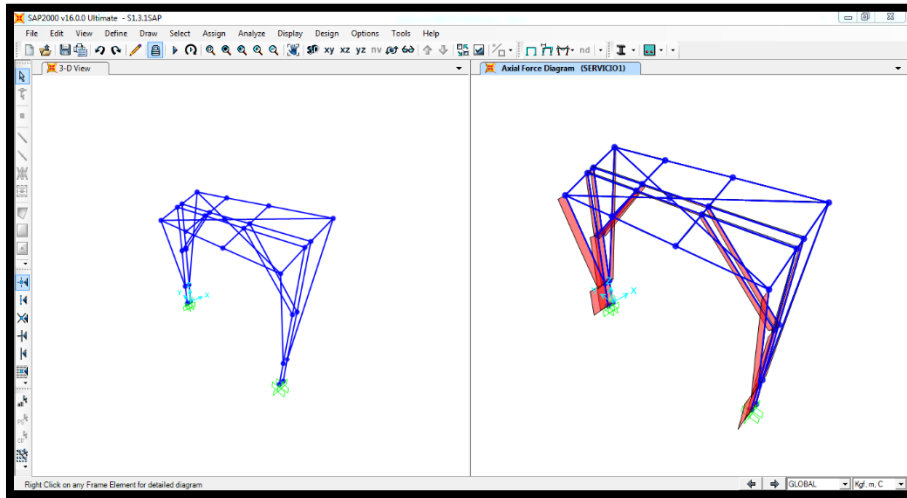 SAP2000 v16.0.0 Ultimate - S1.3.1SAP
File Edit View Define Draw Select Assign Analyze Display Design Options Tools Help
xy xz yz nv nd
3-D View
Axial Force Diagram (SERVICIO1)
X
Y
X
Right Click on any Frame Element for detailed diagram
GLOBAL
Kgf, m, C